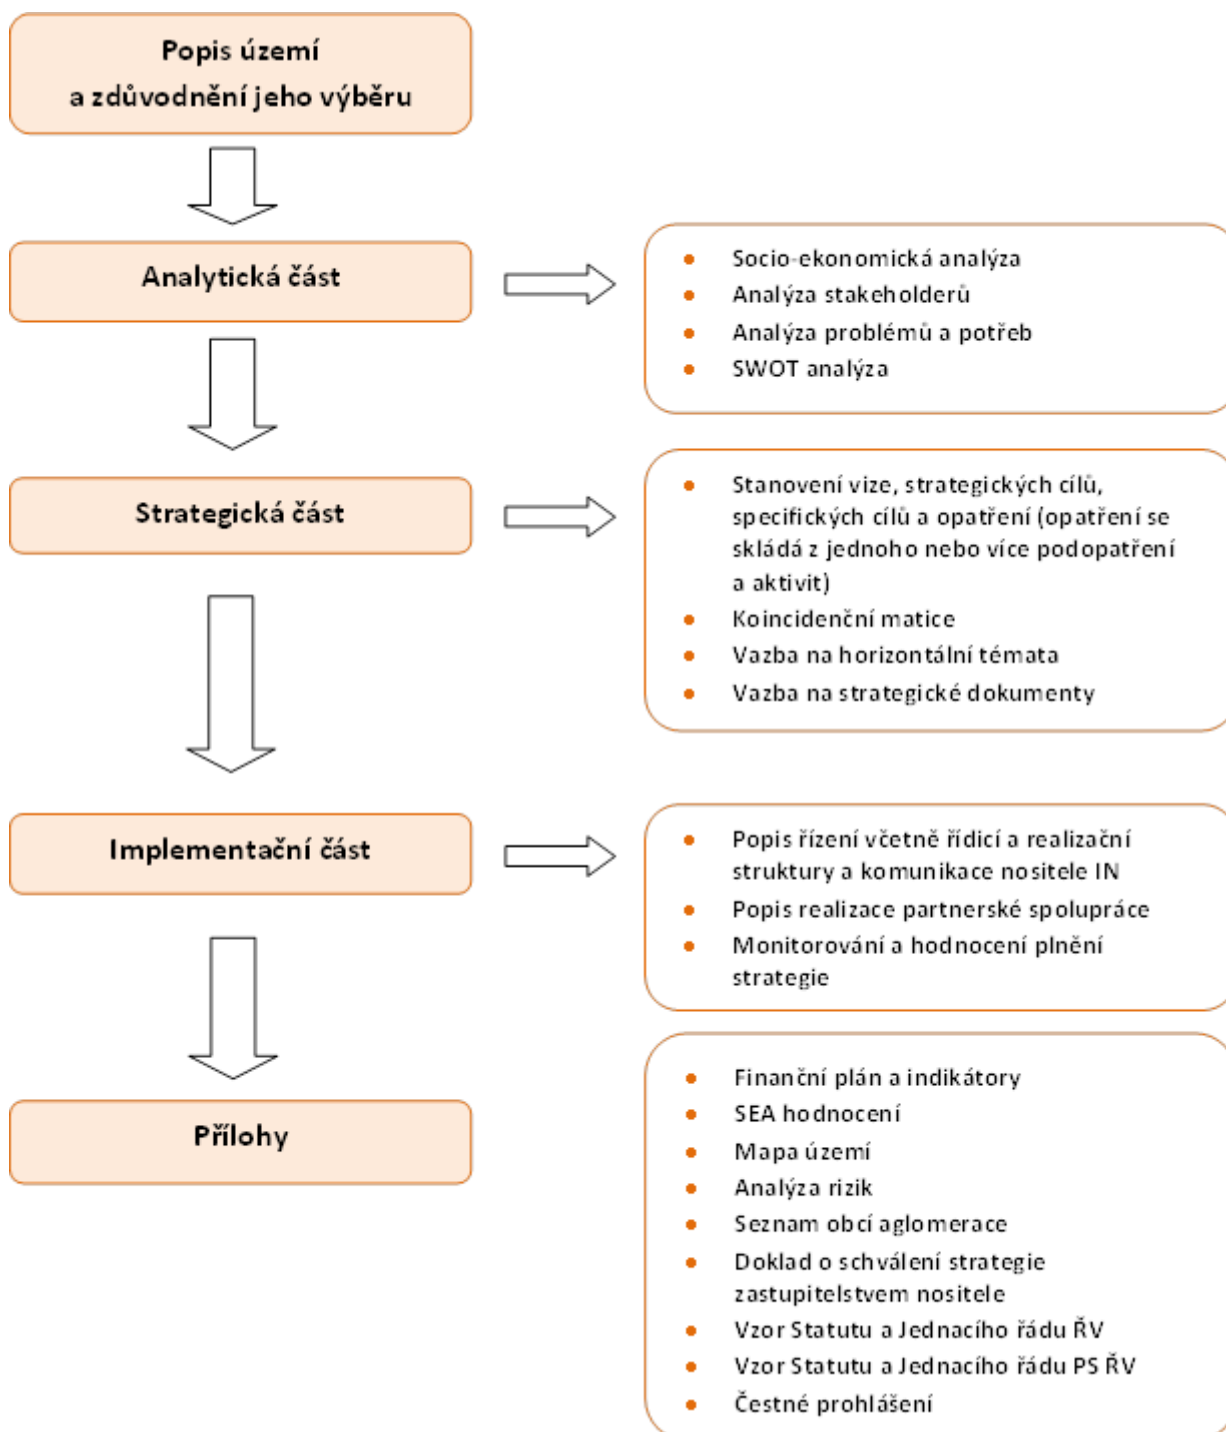 Popis území
a zdůvodnění jeho výběru
Analytická část
Socio-ekonomická analýza
Analýza stakeholderů
Analýza problémů a potřeb
SWOT analýza
Strategická část
Stanovení vize, strategických cílů,
specifických cílů a opatření (opatření se
skládá z jednoho nebo více podopatření
a aktivit)
Koincidenční matice
Vazba na horizontální témata
Vazba na strategické dokumenty
Implementační část
Popis řízení včetně řídicí a realizační
struktury a komunikace nositele IN
Popis realizace partnerské spolupráce
Monitorování a hodnocení plnění
strategie
Přílohy
Finanční plán a indikátory
SEA hodnocení
Mapa území
Analýza rizik
Seznam obcí aglomerace
Doklad o schválení strategie
zastupitelstvem nositele
Vzor Statutu a Jednacího řádu ŘV
Vzor Statutu a Jednacího řádu PS ŘV
Čestné prohlášení